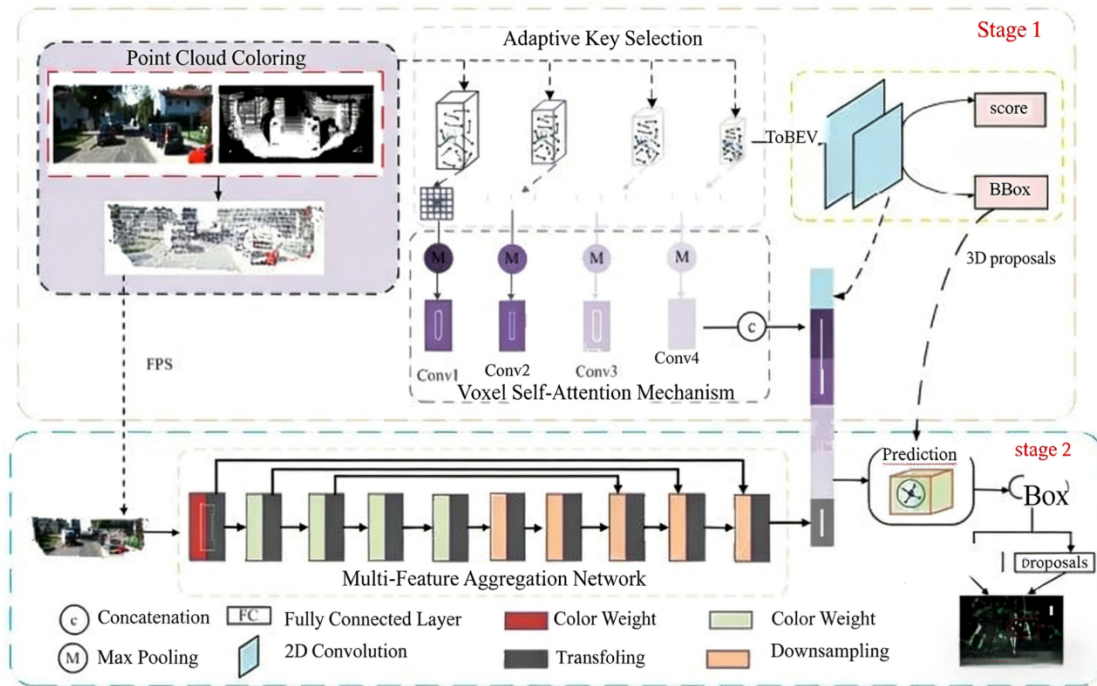 Stage 1
Adaptive Key Selection
Point Cloud Coloring
score
ToBEV
BBox
3D proposals
M
M
M
M
c
Conv1
Conv2
Conv3
Conv4
Voxel Self-Attention Mechanism
FPS
stage 2
Prediction
Box
Proposals
Multi-Feature Aggregation Network
c
Concatenation
FC
Fully Connected Layer
Color Weight
Color Weight
M
Max Pooling
2D Convolution
Transfoling
Downsampling